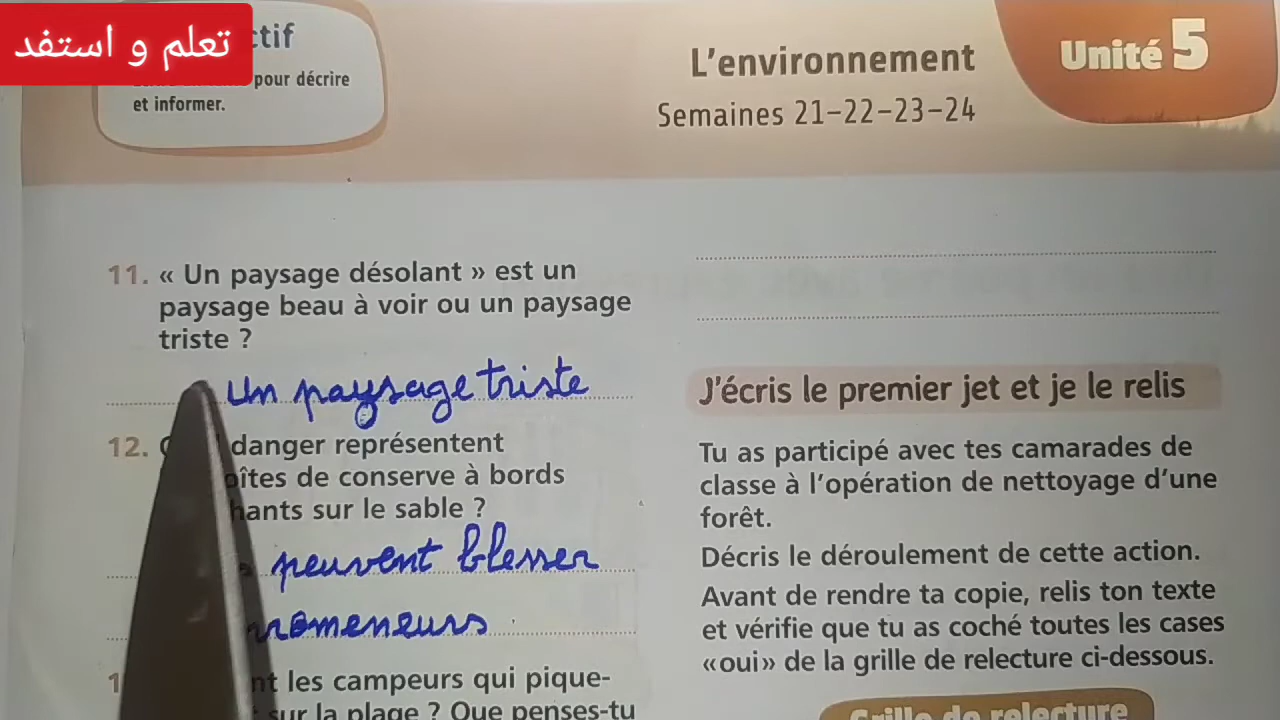 تعلم و استفد
ctif
pour décrire
et informer.
L'environnement
Semaines 21–22–23–24
Unité 5
11. « Un paysage désolant » est un
paysage beau à voir ou un paysage
triste ?
Un paysage triste
12. danger représentent
oîtes de conserve à bords
hants sur le sable ?
peuvent blesser
romeneurs
les campeurs qui pique-
sur la plage ? Que penses-tu
J'écris le premier jet et je le relis
Tu as participé avec tes camarades de
classe à l'opération de nettoyage d'une
forêt.
Décris le déroulement de cette action.
Avant de rendre ta copie, relis ton texte
et vérifie que tu as coché toutes les cases
«oui» de la grille de relecture ci-dessous.
Grille de relecture